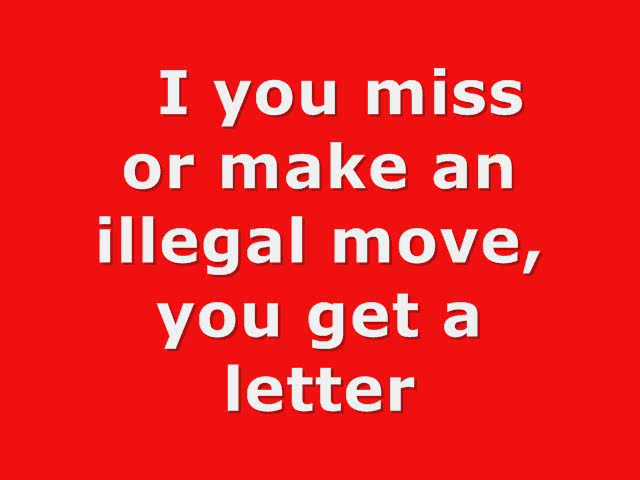 I you miss
or make an
illegal move,
you get a
letter